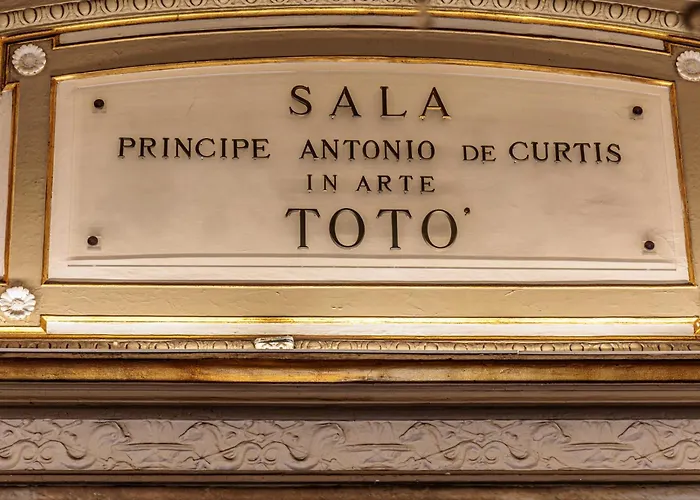 SALA
PRINCIPE ANTONIO DE CURTIS
IN ARTE
TOTO'